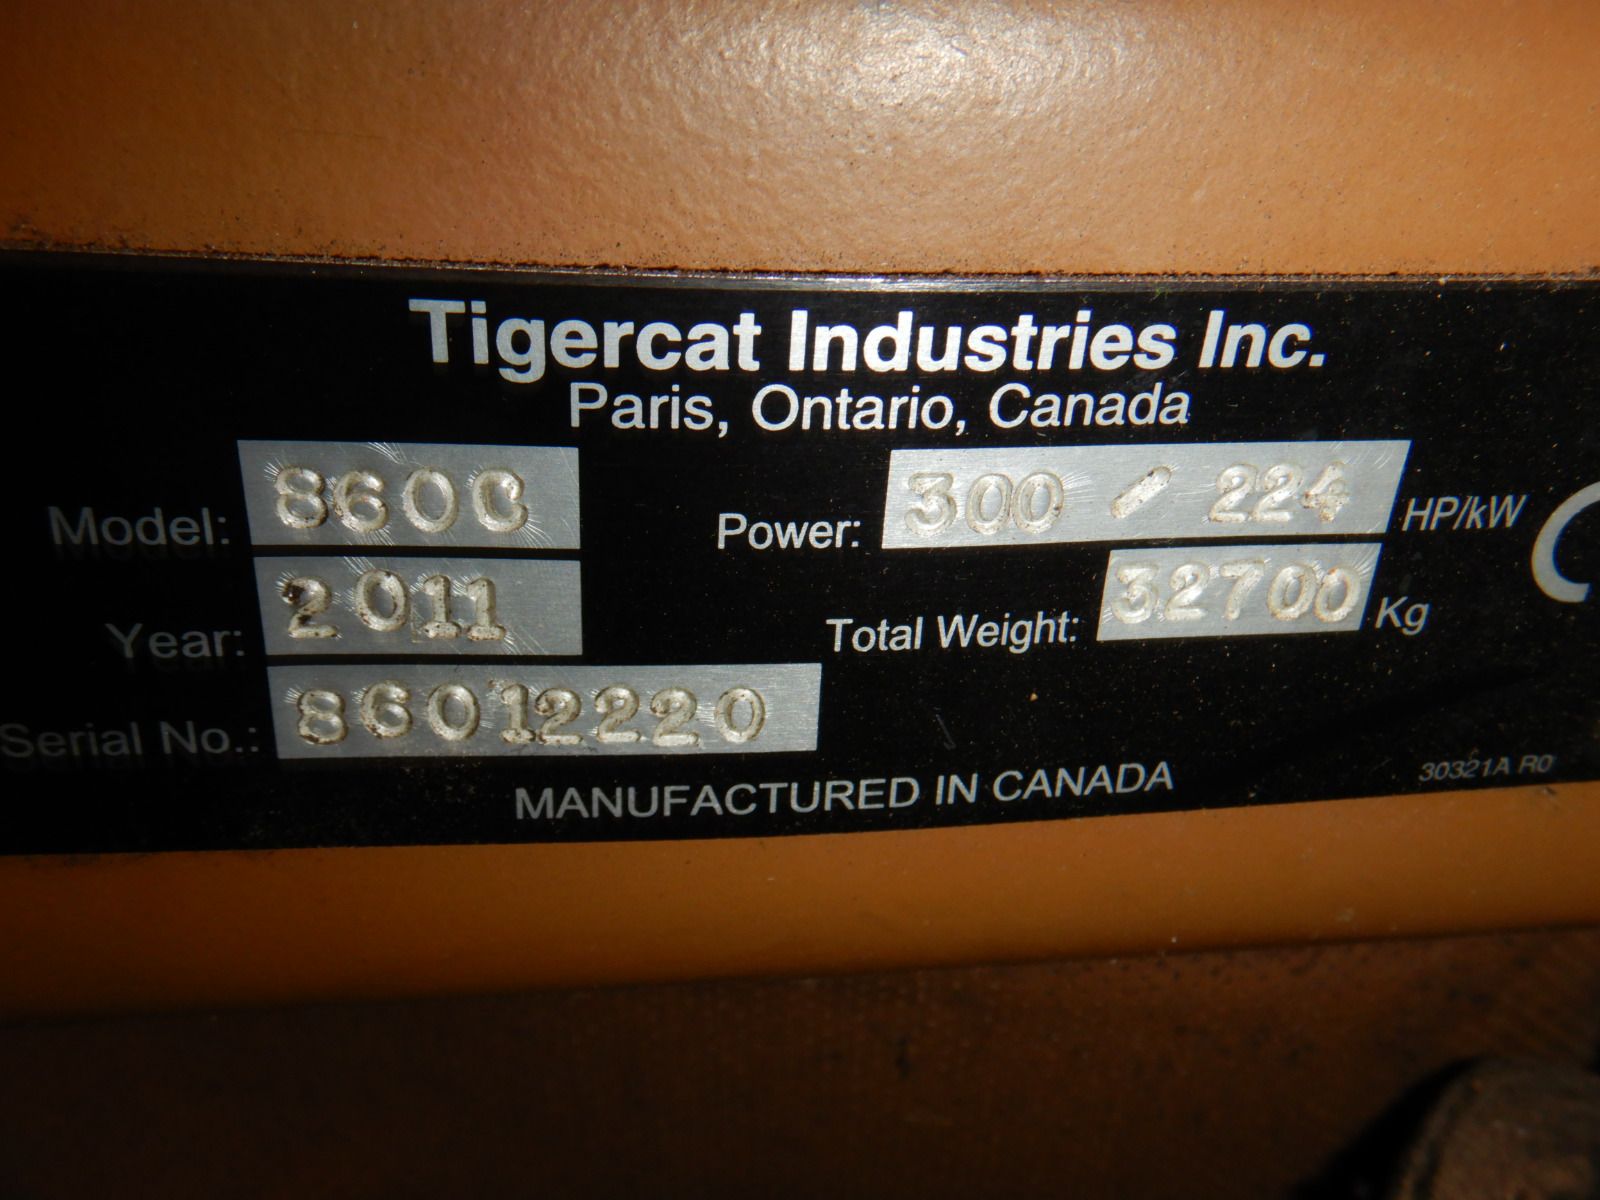 Tigercat Industries Inc.
Paris, Ontario, Canada
Model: 860C Power: 300 / 224 HP/kW
Year: 2011 Total Weight: 32700 Kg
Serial No.: 86012220
MANUFACTURED IN CANADA 30321A R0